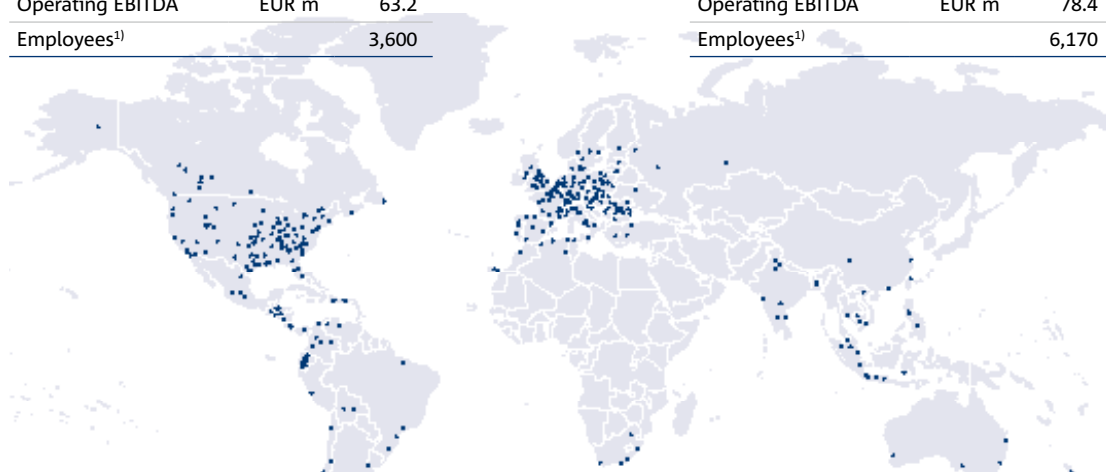 Operating EBITDA EUR m 63.2
Employees1) 3,600
Operating EBITDA EUR m 78.4
Employees1) 6,170